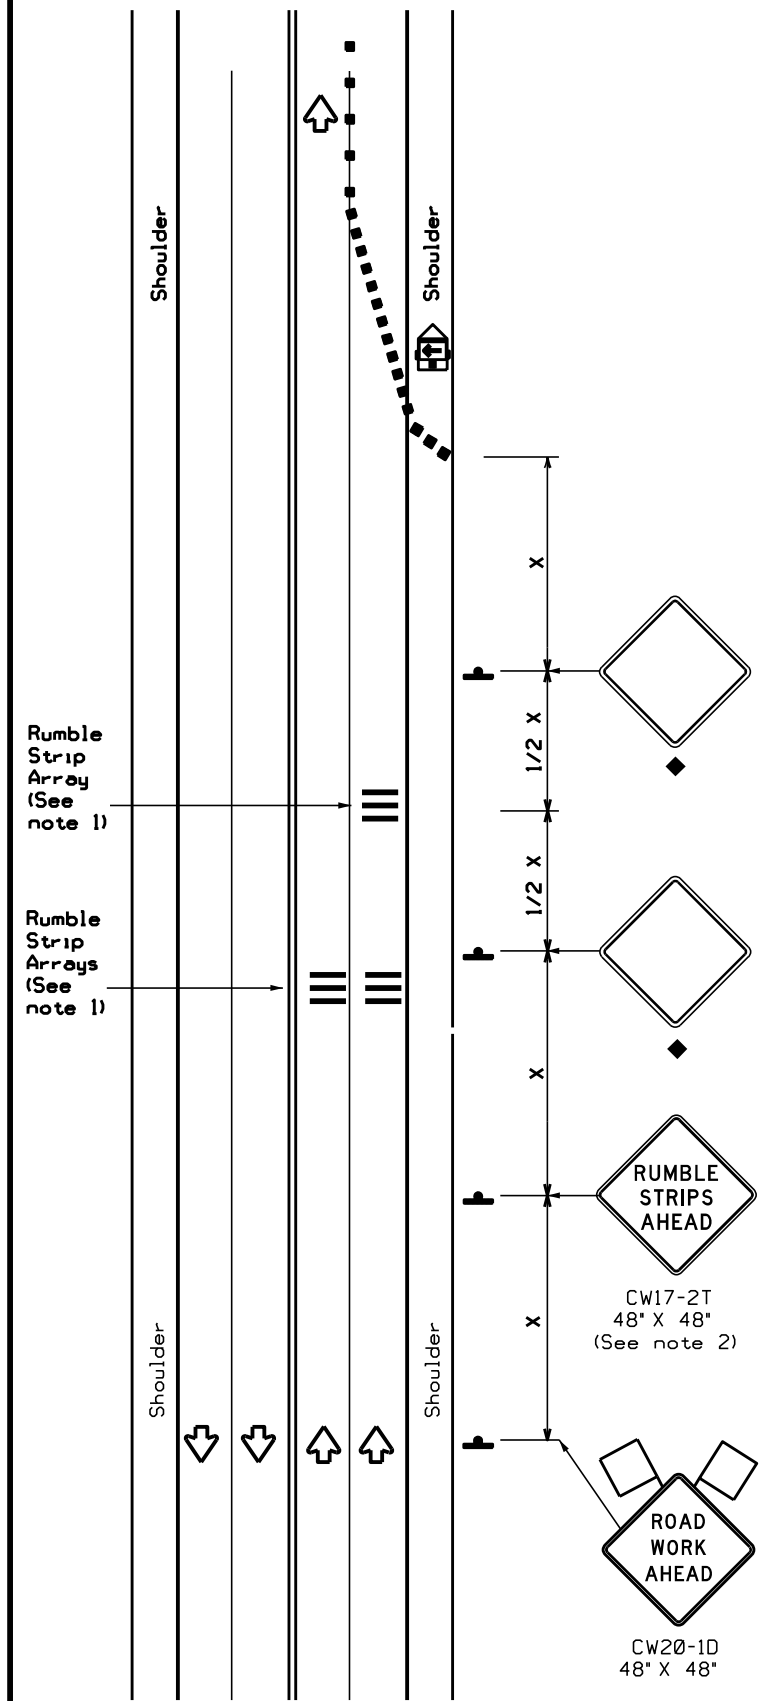 Shoulder
Shoulder
X
1/2 X
Rumble
Strip
Array
(See
note 1)
1/2 X
Rumble
Strip
Arrays
(See
note 1)
X
RUMBLE
STRIPS
AHEAD
CW17-2T
48" X 48"
(See note 2)
X
Shoulder
Shoulder
ROAD
WORK
AHEAD
CW20-1D
48" X 48"